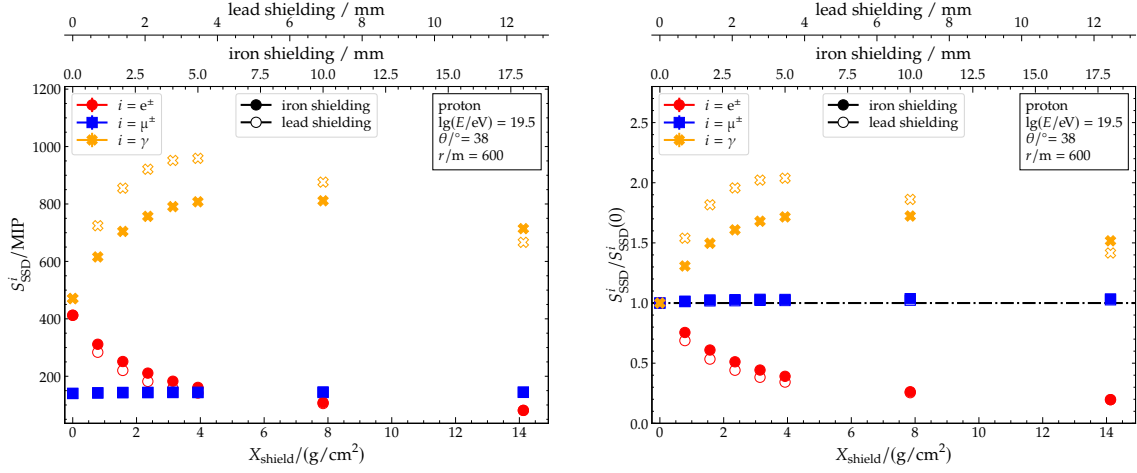 lead shielding / mm
0 2 4 6 8 10 12
iron shielding / mm
0.0 2.5 5.0 7.5 10.0 12.5 15.0 17.5
1200
1000
800
600
400
200
S^i_SSD/MIP
i = e±
i = μ±
i = γ
iron shielding
lead shielding
proton
lg(E/eV) = 19.5
θ/° = 38
r/m = 600
0 2 4 6 8 10 12 14
X_shield/(g/cm²)
lead shielding / mm
0 2 4 6 8 10 12
iron shielding / mm
0.0 2.5 5.0 7.5 10.0 12.5 15.0 17.5
2.5
2.0
1.5
1.0
0.5
0.0
S^i_SSD/S^i_SSD(0)
i = e±
i = μ±
i = γ
iron shielding
lead shielding
proton
lg(E/eV) = 19.5
θ/° = 38
r/m = 600
0 2 4 6 8 10 12 14
X_shield/(g/cm²)